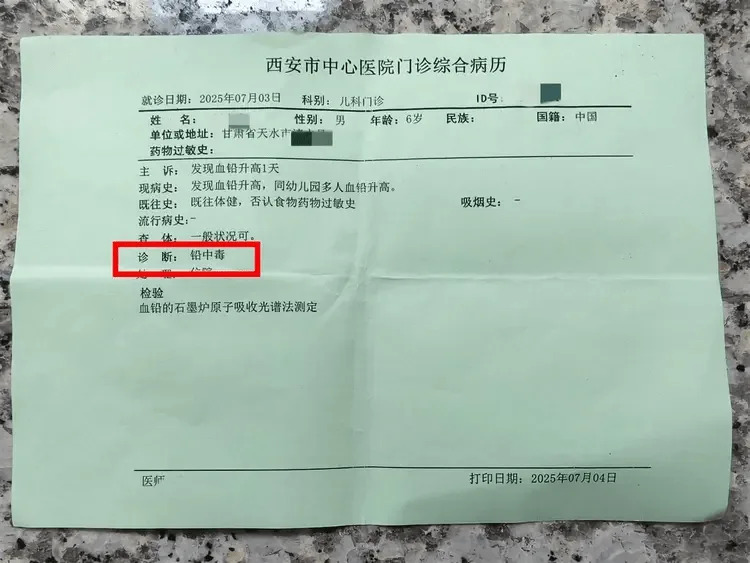 西安市中心医院门诊综合病历
就诊日期：2025年07月03日 科别：儿科门诊 ID号：
姓 名： 性别：男 年龄：6岁 民族： 国籍：中国
单位或地址：甘肃省天水市
药物过敏史：
主 诉：发现血铅升高1天
现病史：发现血铅升高，同幼儿园多人血铅升高。
既往史：既往体健，否认食物药物过敏史 吸烟史：-
流行病史：-
查 体：一般状况可。
诊 断：铅中毒
检验
血铅的石墨炉原子吸收光谱法测定
医师
打印日期：2025年07月04日